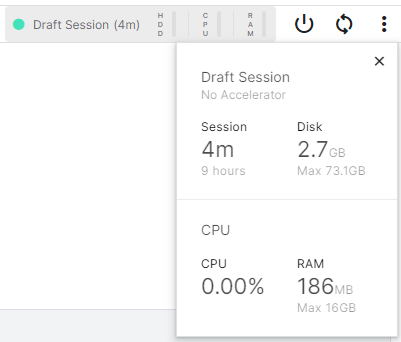 Draft Session (4m)
HDD
CPU
RAM
Draft Session
No Accelerator
Session
Disk
4m
2.7GB
9 hours
Max 73.1GB
CPU
CPU
RAM
0.00%
186MB
Max 16GB